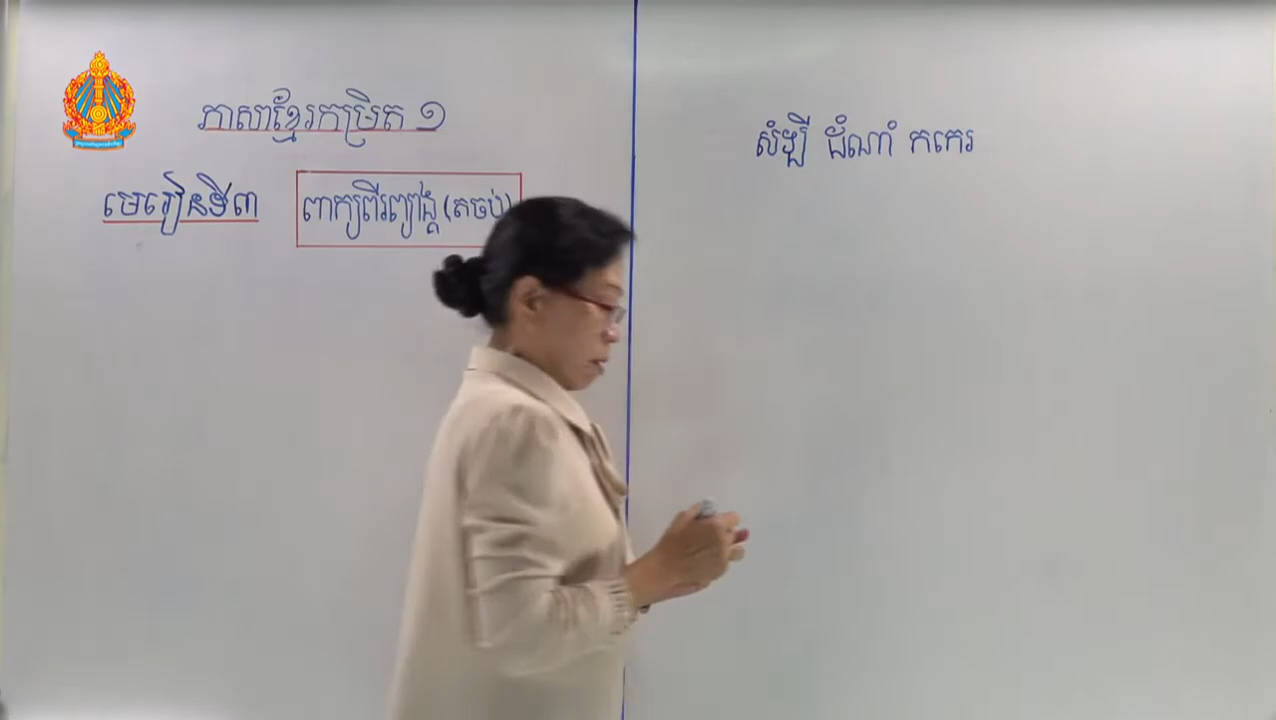 ភាសាខ្មែរកម្រិត ១
មេរៀនទី៣
ពាក្យពីរព្យាង្គ (តចប់)
សំឡី ដំណាំ កកេរ